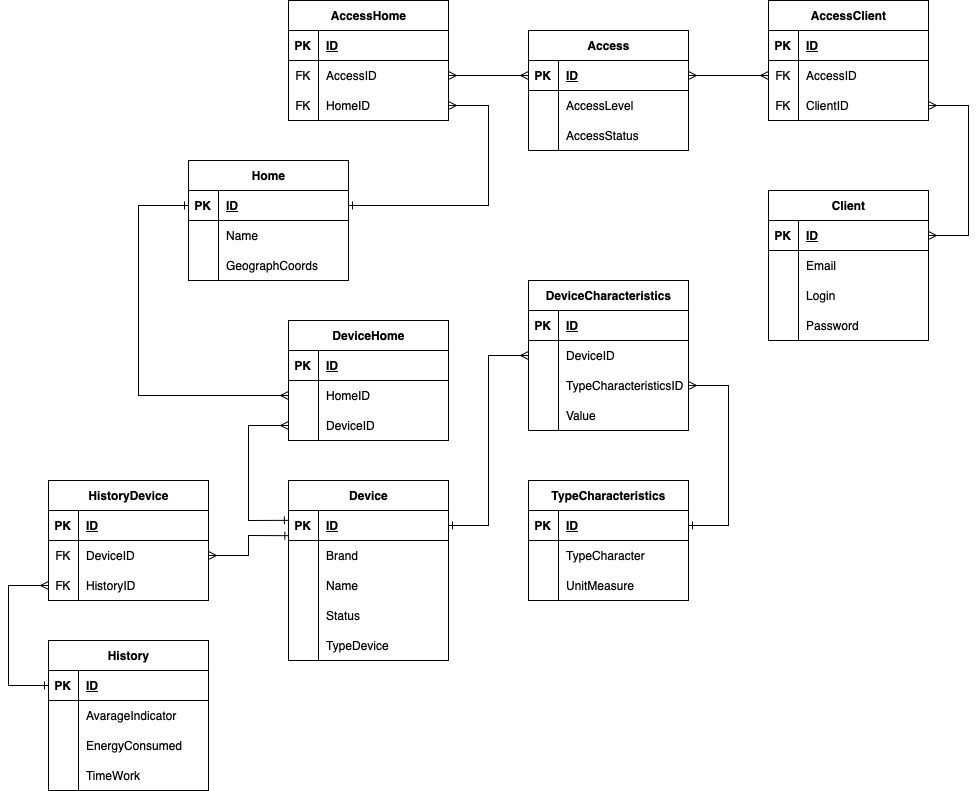 AccessHome
PK ID
FK AccessID
FK HomeID
Access
PK ID
AccessLevel
AccessStatus
AccessClient
PK ID
FK AccessID
FK ClientID
Home
PK ID
Name
GeographCoords
Client
PK ID
Email
Login
Password
DeviceCharacteristics
PK ID
DeviceID
TypeCharacteristicsID
Value
DeviceHome
PK ID
HomeID
DeviceID
HistoryDevice
PK ID
FK DeviceID
FK HistoryID
Device
PK ID
Brand
Name
Status
TypeDevice
TypeCharacteristics
PK ID
TypeCharacter
UnitMeasure
History
PK ID
AvarageIndicator
EnergyConsumed
TimeWork